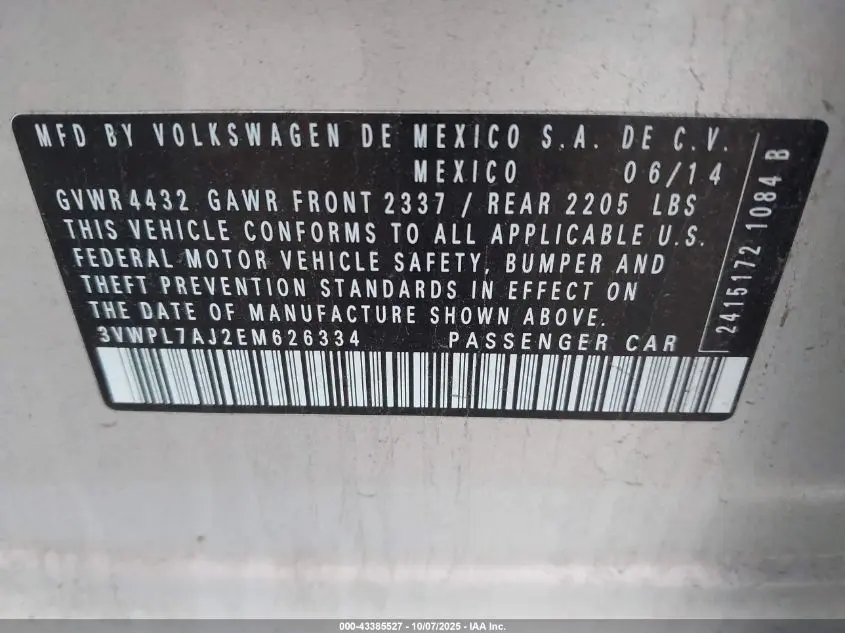 MFD BY VOLKSWAGEN DE MEXICO S.A. DE C.V.
MEXICO 06/14
GVWR 4432 GAWR FRONT 2337 / REAR 2205 LBS
THIS VEHICLE CONFORMS TO ALL APPLICABLE U.S.
FEDERAL MOTOR VEHICLE SAFETY, BUMPER AND
THEFT PREVENTION STANDARDS IN EFFECT ON
THE DATE OF MANUFACTURE SHOWN ABOVE.
3VWPL7AJ2EM626334 PASSENGER CAR
2415172 1084 B
000-43385527 - 10/07/2025 - IAA Inc.